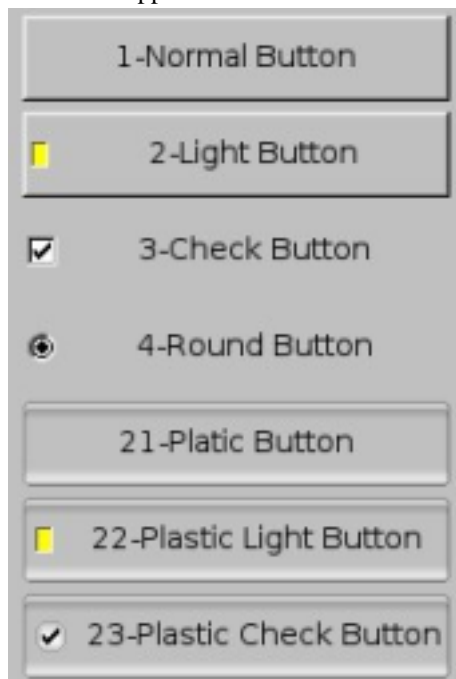 1-Normal Button
2-Light Button
3-Check Button
4-Round Button
21-Platic Button
22-Plastic Light Button
23-Plastic Check Button